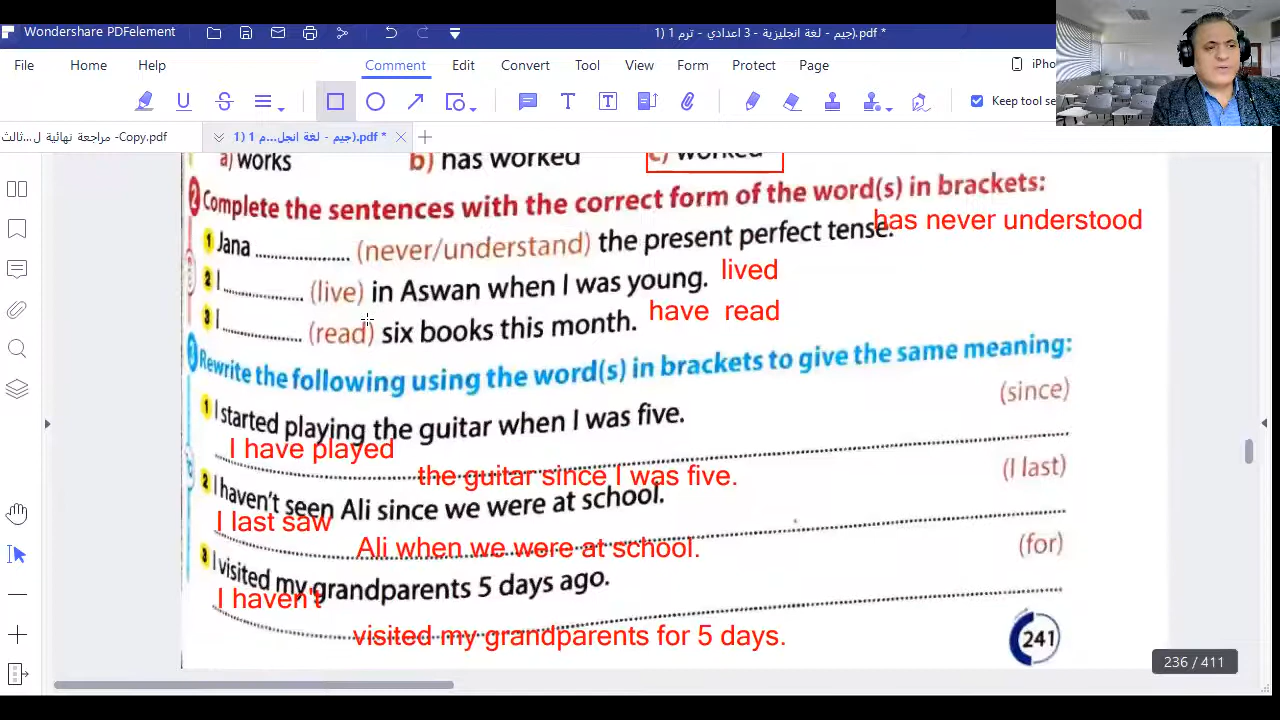 Wondershare PDFelement
(جيم - لغة انجليزية - 3 اعدادي - ترم 1 (1.pdf *
File Home Help Comment Edit Convert Tool View Form Protect Page iPho
Keep tool se
مراجعة نهائية ل...ثالث -Copy.pdf
(جيم - لغة انجل...م 1 (1.pdf *
a) works b) has worked c) worked
2 Complete the sentences with the correct form of the word(s) in brackets:
1 Jana .................. (never/understand) the present perfect tense. has never understood
2 I .................. (live) in Aswan when I was young. lived
3 I .................. (read) six books this month. have read
3 Rewrite the following using the word(s) in brackets to give the same meaning:
1 I started playing the guitar when I was five. (since)
I have played
the guitar since I was five.
2 I haven't seen Ali since we were at school. (I last)
I last saw
Ali when we were at school.
3 I visited my grandparents 5 days ago. (for)
I haven't
visited my grandparents for 5 days.
241
236 / 411